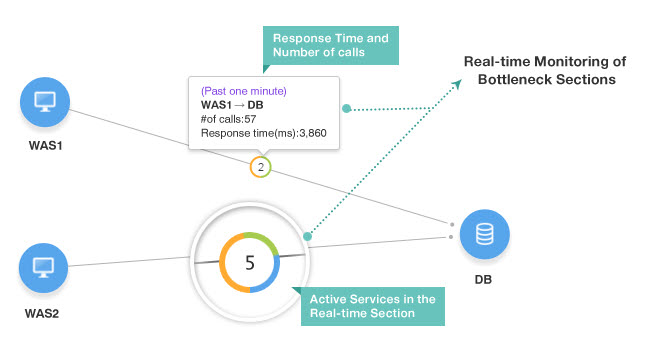 Response Time and
Number of calls
Real-time Monitoring of
Bottleneck Sections
(Past one minute)
WAS1→DB
#of calls:57
Response time(ms):3,860
WAS1
2
5
DB
Active Services in the
Real-time Section
WAS2